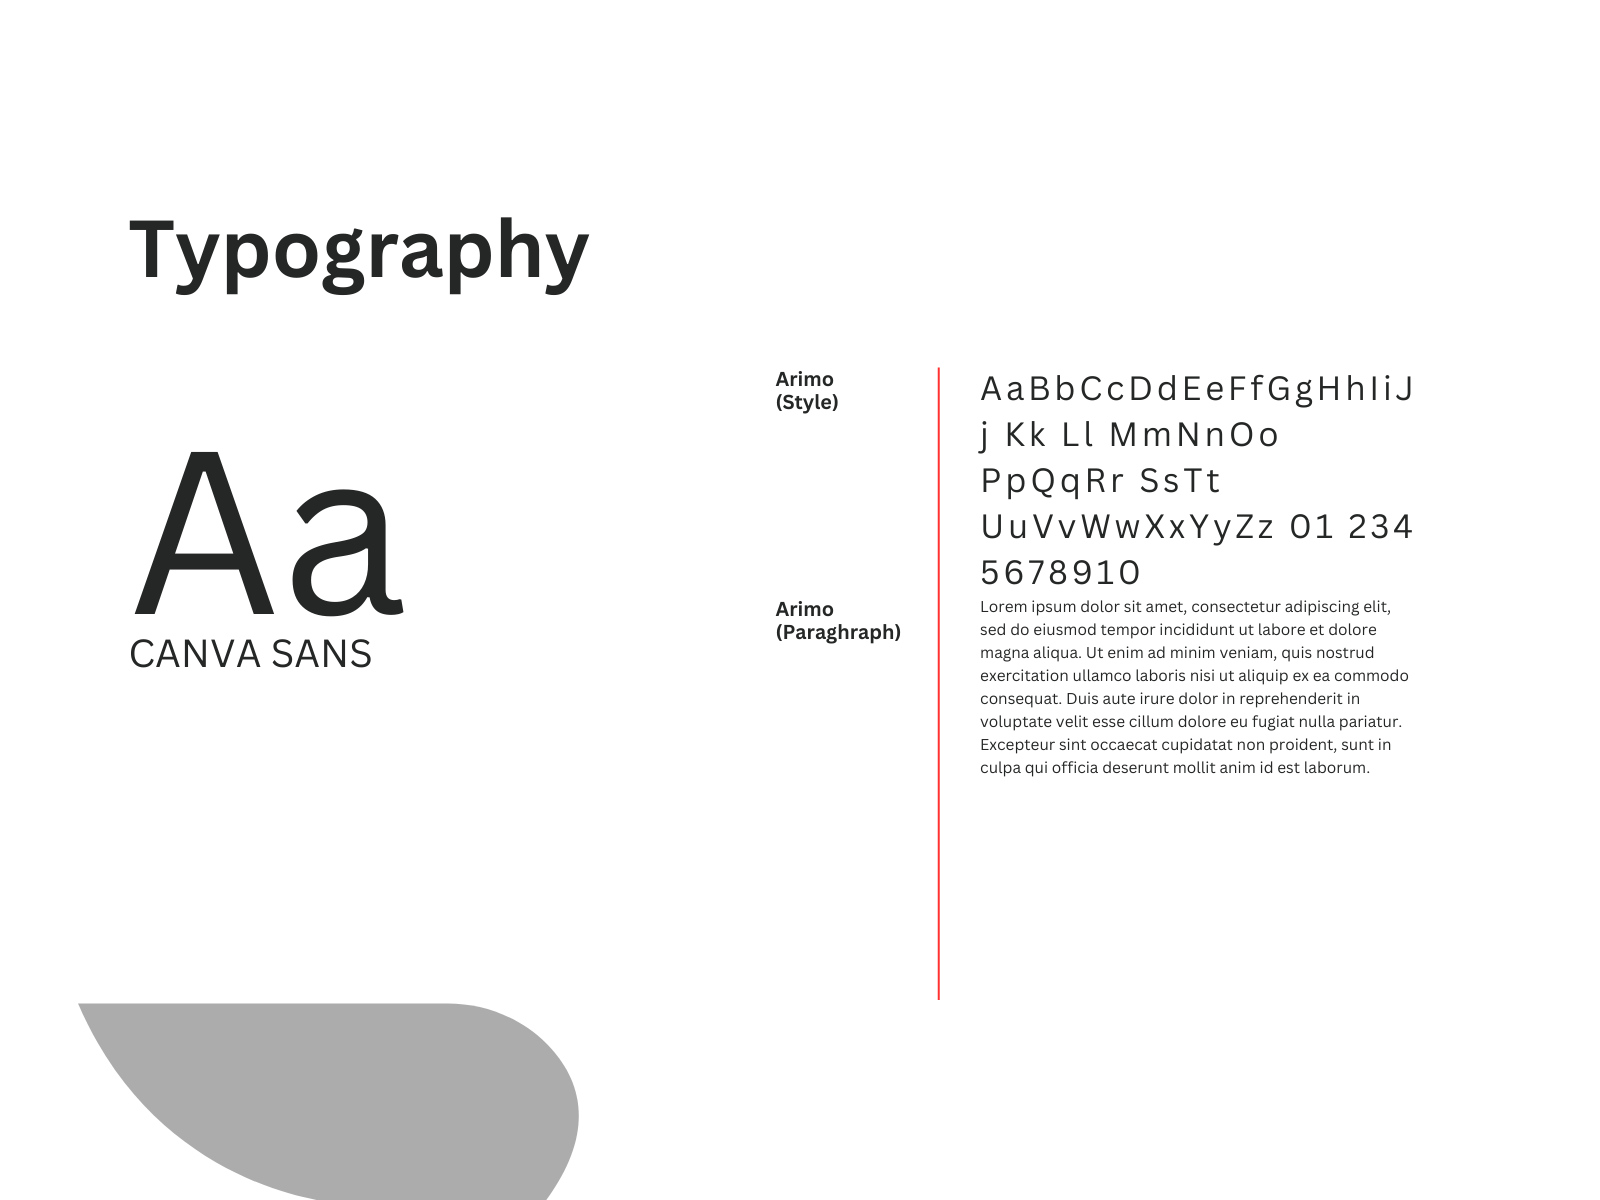 Typography
Aa
CANVA SANS
Arimo
(Style)
AaBbCcDdEeFfGgHhIiJ
j Kk Ll MmNnOo
PpQqRr SsTt
UuVvWwXxYyZz 01 234
5678910
Arimo
(Paraghraph)
Lorem ipsum dolor sit amet, consectetur adipiscing elit,
sed do eiusmod tempor incididunt ut labore et dolore
magna aliqua. Ut enim ad minim veniam, quis nostrud
exercitation ullamco laboris nisi ut aliquip ex ea commodo
consequat. Duis aute irure dolor in reprehenderit in
voluptate velit esse cillum dolore eu fugiat nulla pariatur.
Excepteur sint occaecat cupidatat non proident, sunt in
culpa qui officia deserunt mollit anim id est laborum.